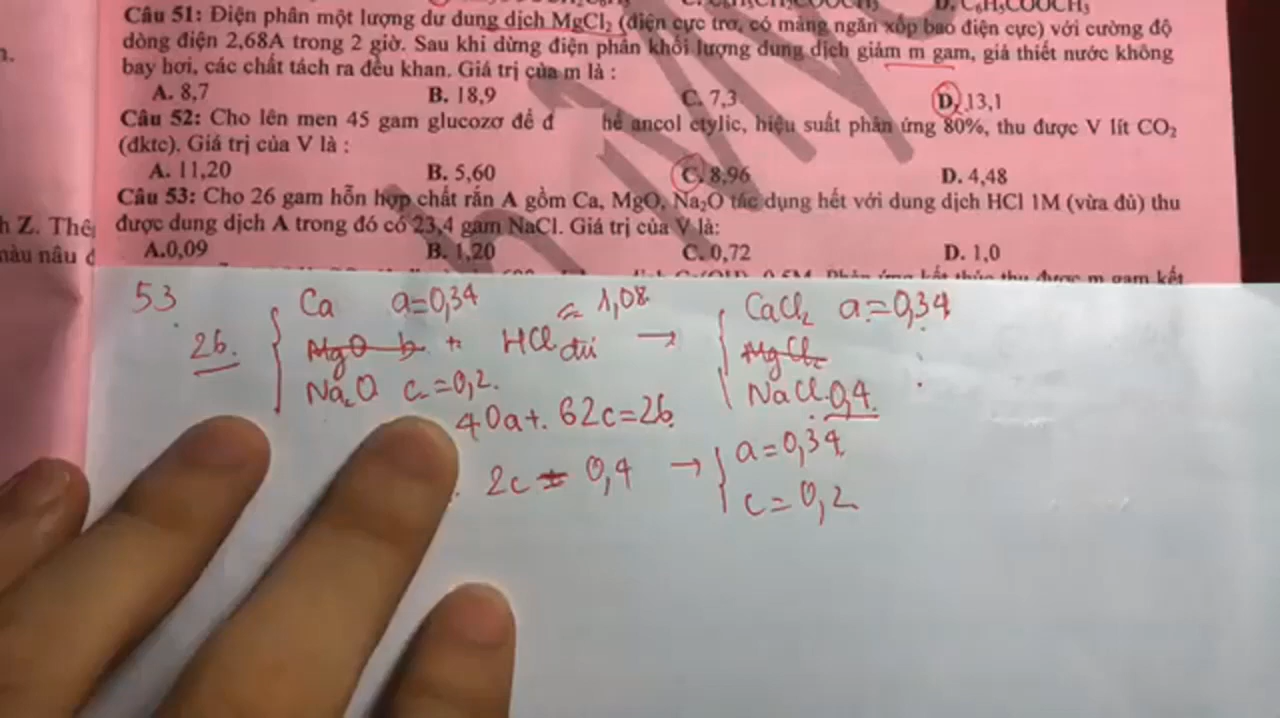 D. C₆H₅COOCH₃
Câu 51: Điện phân một lượng dư dung dịch MgCl₂ (điện cực trơ, có màng ngăn xốp bao điện cực) với cường độ
dòng điện 2,68A trong 2 giờ. Sau khi dừng điện phân khối lượng dung dịch giảm m gam, giả thiết nước không
bay hơi, các chất tách ra đều khan. Giá trị của m là :
A. 8,7 B. 18,9 C. 7,3 D. 13,1
Câu 52: Cho lên men 45 gam glucozơ để đ hế ancol etylic, hiệu suất phản ứng 80%, thu được V lít CO₂
(đktc). Giá trị của V là :
A. 11,20 B. 5,60 C. 8,96 D. 4,48
Câu 53: Cho 26 gam hỗn hợp chất rắn A gồm Ca, MgO, Na₂O tác dụng hết với dung dịch HCl 1M (vừa đủ) thu
h Z. Thê được dung dịch A trong đó có 23,4 gam NaCl. Giá trị của V là:
màu nâu đ A.0,09 B. 1,20 C. 0,72 D. 1,0
53 Ca a=0,34 = 1,08 CaCl₂ a=0,34
26. MgO b + HCl đủ → MgCl₂
Na₂O c=0,2. NaCl 0,4
40a+ 62c=26
2c = 0,4 → a=0,34
c=0,2